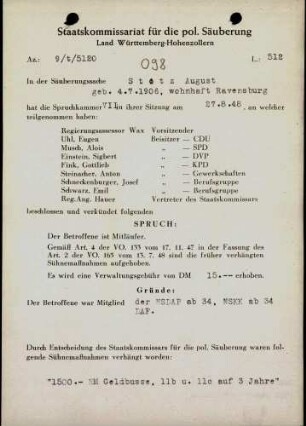 Staatskommissariat für die pol. Säuberung
Land Württemberg-Hohenzollern
Az.: 9/t/5120
098
L.: 512
In der Säuberungssache Stotz August
geb. 4.7.1906, wohnhaft Ravensburg
hat die Spruchkammer VII in ihrer Sitzung am 27.8.48, an welcher
teilgenommen haben:
Regierungsassessor Wax Vorsitzender
Uhl, Eugen Beisitzer — CDU
Musch, Alois „ — SPD
Einstein, Sigbert „ — DVP
Fink, Gottlieb „ — KPD
Steinacher, Anton „ — Gewerkschaften
Schneckenburger, Josef „ — Berufsgruppe
Schwarz, Emil „ — Berufsgruppe
Reg.Ang. Hauer Vertreter des Staatskommissars
beschlossen und verkündet folgenden
SPRUCH:
Der Betroffene ist Mitläufer.
Gemäß Art. 4 der VO. 133 vom 17. 11. 47 in der Fassung des
Art. 2 der VO. 165 vom 13. 7. 48 sind die früher verhängten
Sühnemaßnahmen aufgehoben.
Es wird eine Verwaltungsgebühr von DM 15.-- erhoben.
Gründe:
Der Betroffene war Mitglied der NSDAP ab 34, NSKK ab 34
DAF.
Durch Entscheidung des Staatskommissars für die pol. Säuberung waren fol-
gende Sühnemaßnahmen verhängt worden:
"1500.- RM Geldbusse, 11b u. 11c auf 3 Jahre"